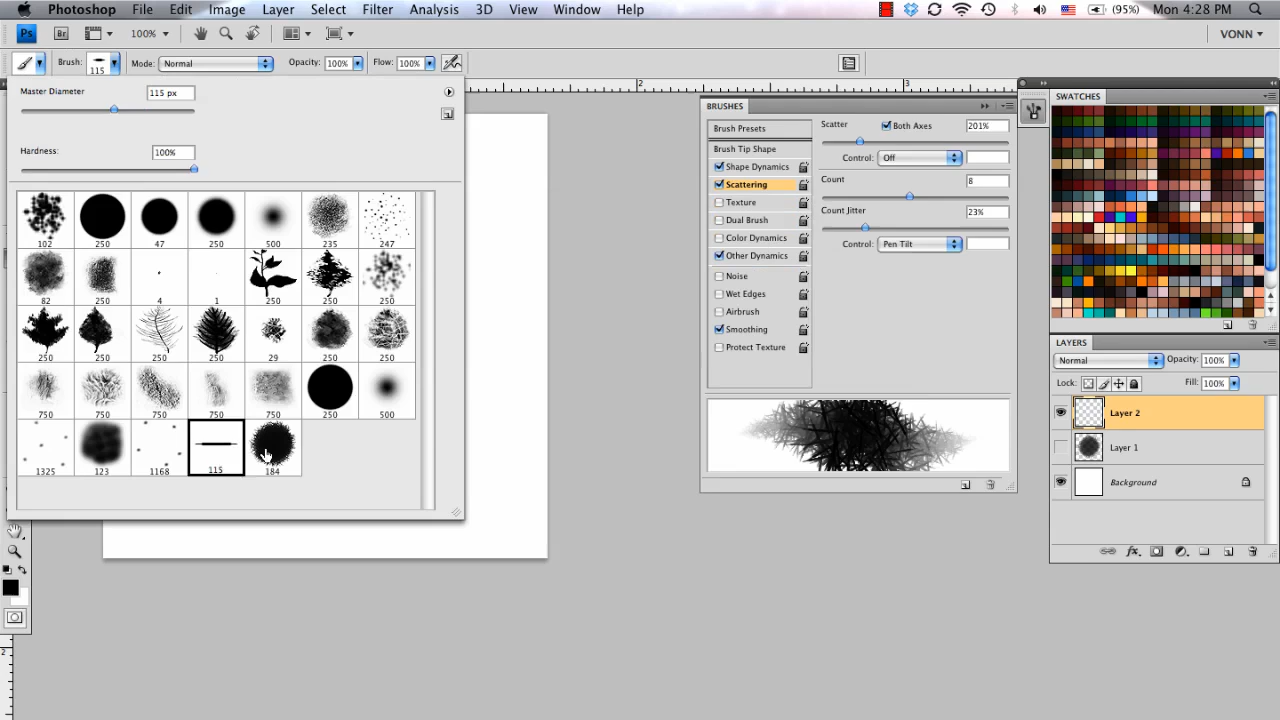 Photoshop File Edit Image Layer Select Filter Analysis 3D View Window Help (95%) Mon 4:28 PM
Ps Br 100% VONN
Brush: 115 Mode: Normal Opacity: 100% Flow: 100%
Master Diameter 115 px
Hardness: 100%
102 250 47 250 500 235 247
82 250 4 1 250 250 250
250 250 250 250 29 250 250
750 750 750 750 750 250 500
1325 123 1168 115 184
2 3
2
BRUSHES
Brush Presets
Brush Tip Shape
Shape Dynamics
Scattering
Texture
Dual Brush
Color Dynamics
Other Dynamics
Noise
Wet Edges
Airbrush
Smoothing
Protect Texture
Scatter Both Axes 201%
Control: Off
Count 8
Count Jitter 23%
Control: Pen Tilt
SWATCHES
LAYERS
Normal Opacity: 100%
Lock: Fill: 100%
Layer 2
Layer 1
Background